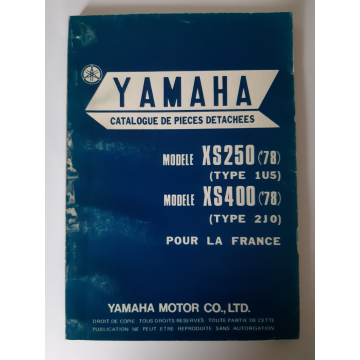 YAMAHA
CATALOGUE DE PIECES DETACHEES
MODELE XS250 ('78)
(TYPE 1U5)
MODELE XS400 ('78)
(TYPE 2J0)
POUR LA FRANCE
YAMAHA MOTOR CO., LTD.
DROIT DE COPIE TOUS DROITS RESERVES TOUTE PARTIE DE CETTE
PUBLICATION NE PEUT ETRE REPRODUITE SANS AUTORISATION